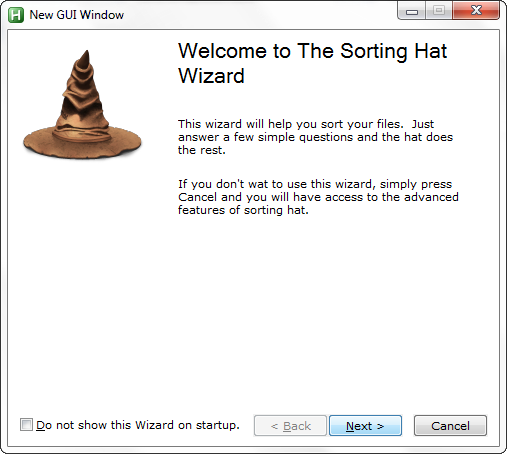 New GUI Window
Welcome to The Sorting Hat
Wizard
This wizard will help you sort your files.  Just
answer a few simple questions and the hat does
the rest.
If you don't wat to use this wizard, simply press
Cancel and you will have access to the advanced
features of sorting hat.
Do not show this Wizard on startup.
< Back
Next >
Cancel